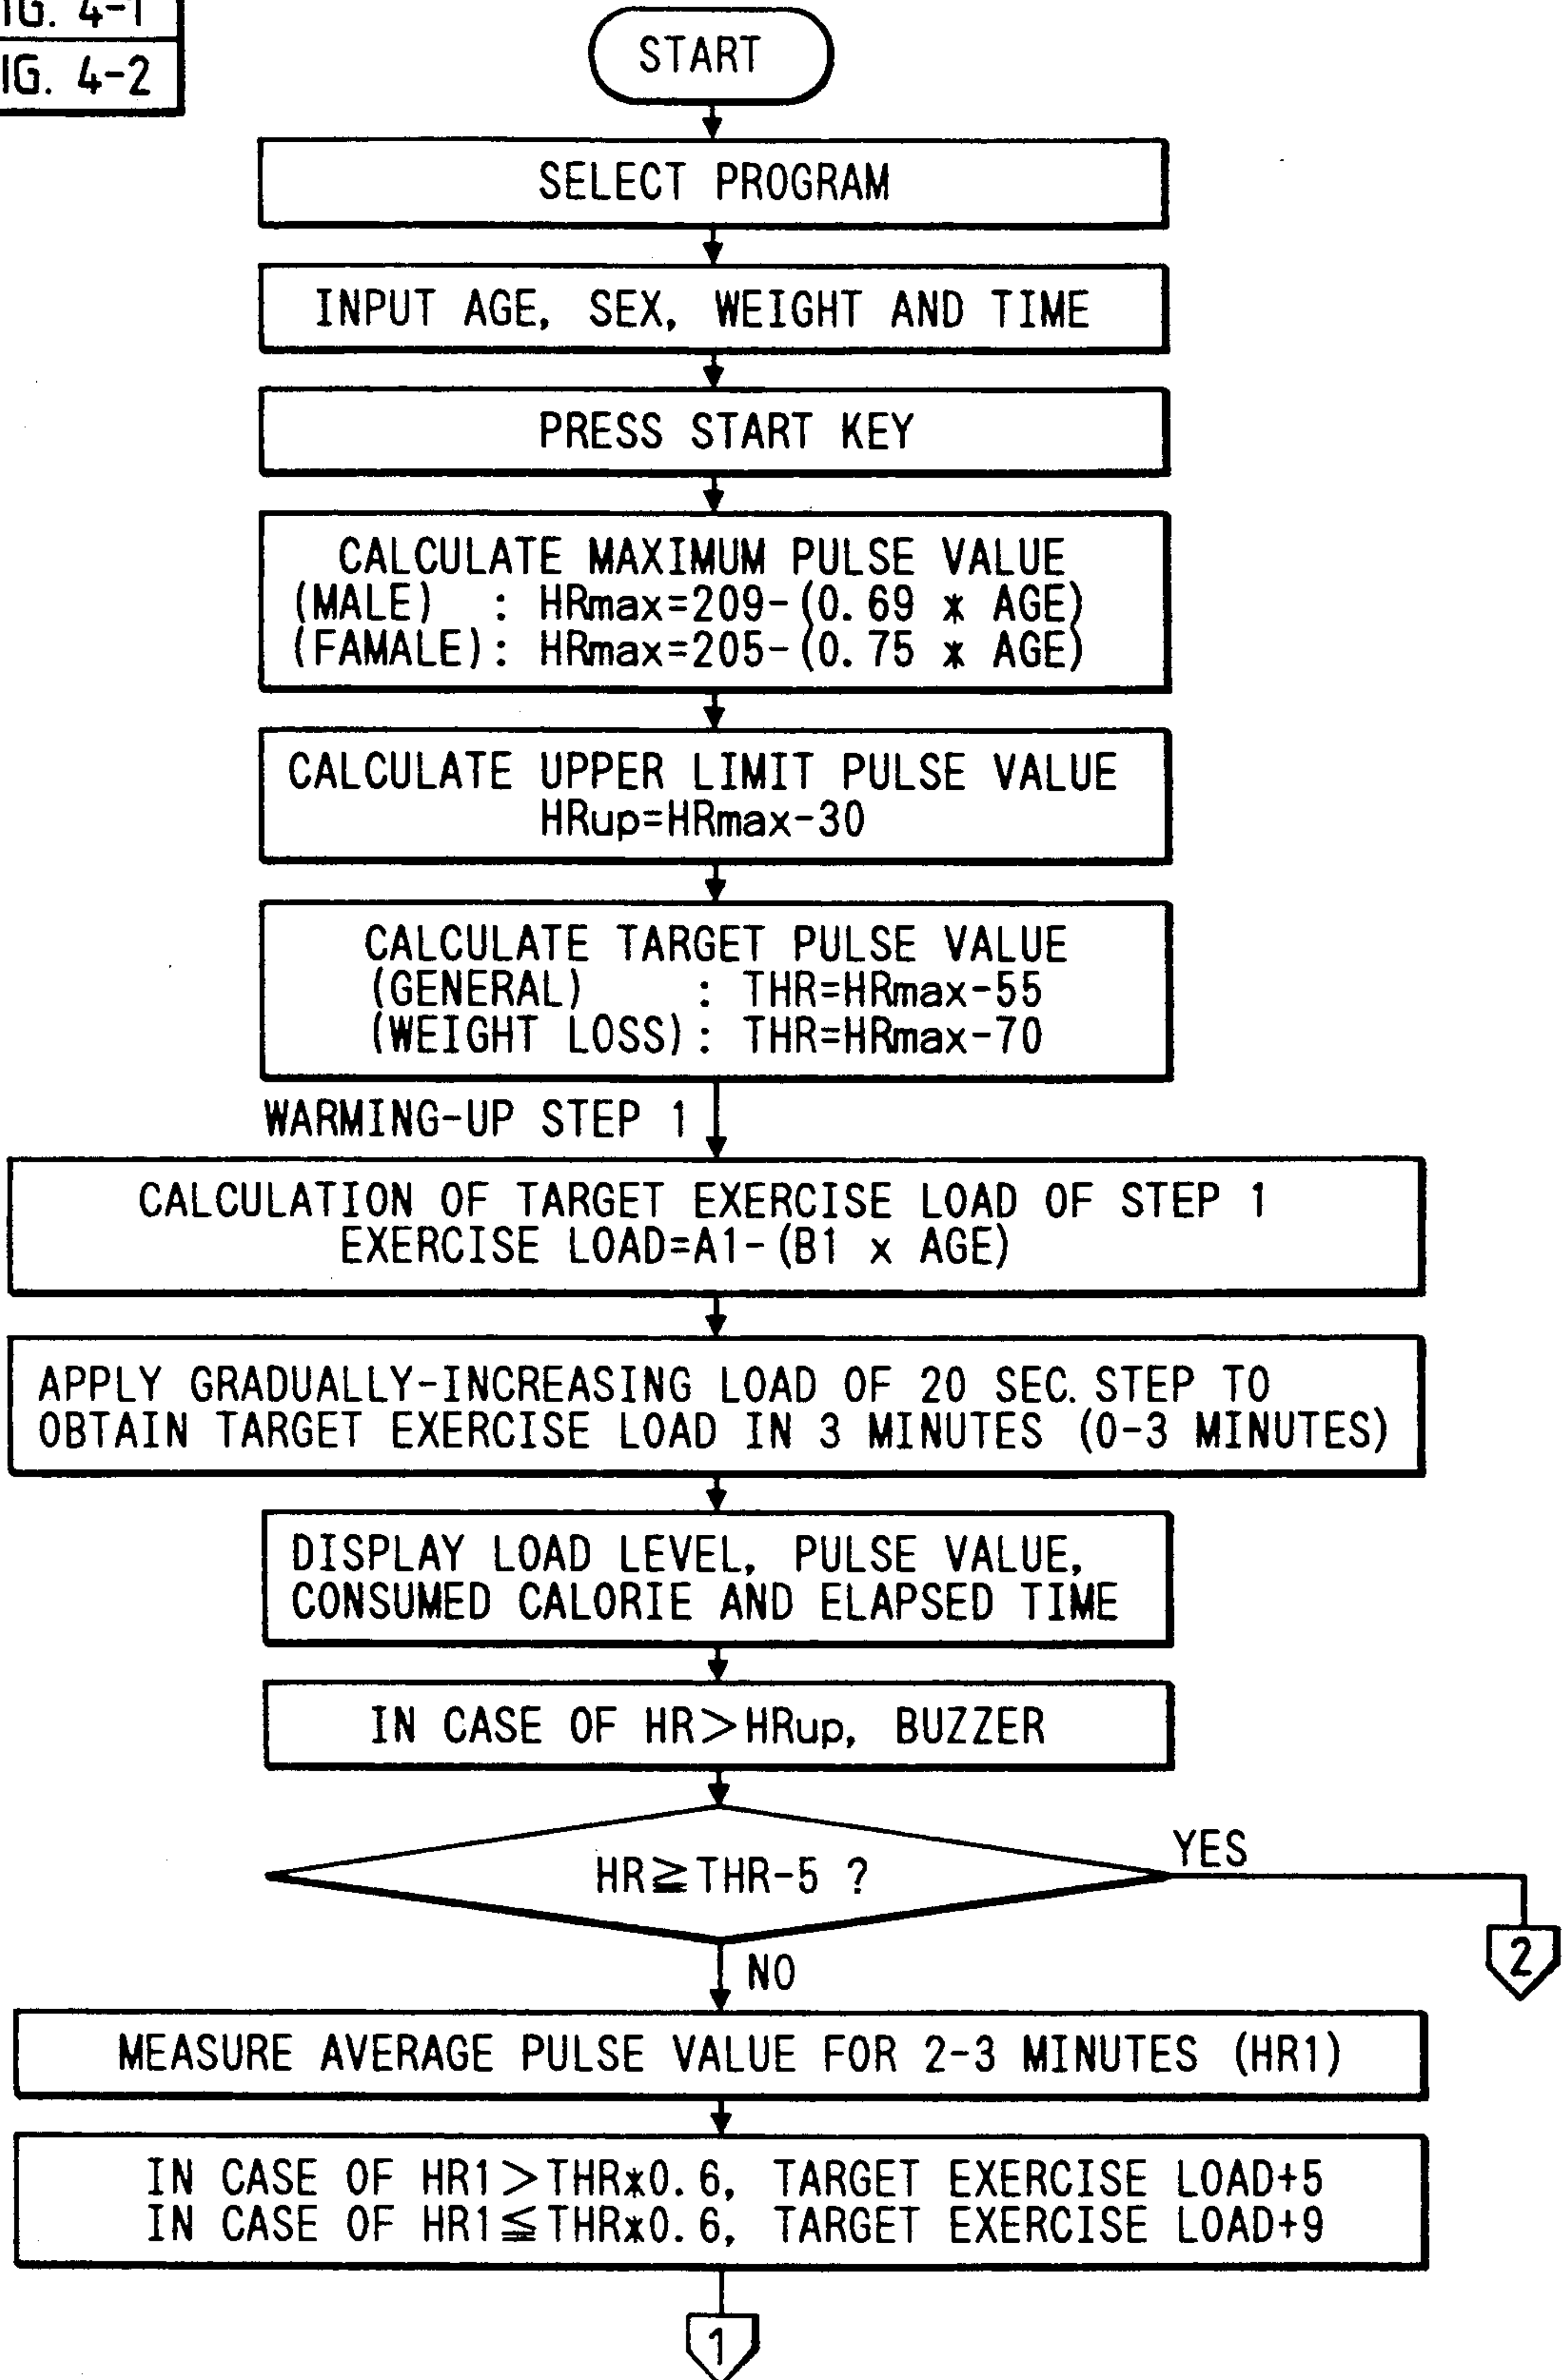 IG. 4-1
IG. 4-2
START
SELECT PROGRAM
INPUT AGE, SEX, WEIGHT AND TIME
PRESS START KEY
CALCULATE MAXIMUM PULSE VALUE
(MALE) : HRmax=209-(0.69 * AGE)
(FAMALE): HRmax=205-(0.75 * AGE)
CALCULATE UPPER LIMIT PULSE VALUE
HRup=HRmax-30
CALCULATE TARGET PULSE VALUE
(GENERAL) : THR=HRmax-55
(WEIGHT LOSS): THR=HRmax-70
WARMING-UP STEP 1
CALCULATION OF TARGET EXERCISE LOAD OF STEP 1
EXERCISE LOAD=A1-(B1 x AGE)
APPLY GRADUALLY-INCREASING LOAD OF 20 SEC. STEP TO
OBTAIN TARGET EXERCISE LOAD IN 3 MINUTES (0-3 MINUTES)
DISPLAY LOAD LEVEL, PULSE VALUE,
CONSUMED CALORIE AND ELAPSED TIME
IN CASE OF HR>HRup, BUZZER
HR≧THR-5 ?
YES
2
NO
MEASURE AVERAGE PULSE VALUE FOR 2-3 MINUTES (HR1)
IN CASE OF HR1>THR*0.6, TARGET EXERCISE LOAD+5
IN CASE OF HR1≦THR*0.6, TARGET EXERCISE LOAD+9
1